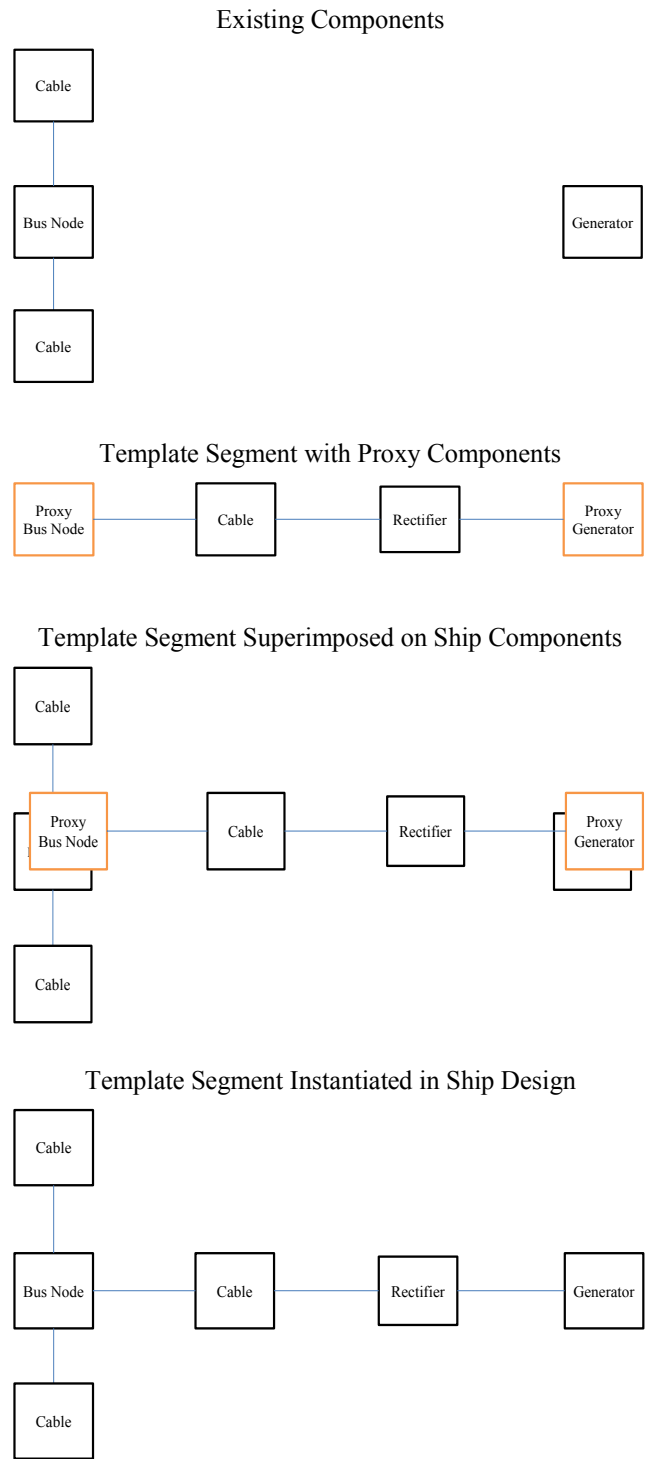 Existing Components
Cable
Bus Node
Generator
Cable
Template Segment with Proxy Components
Proxy
Bus Node
Cable
Rectifier
Proxy
Generator
Template Segment Superimposed on Ship Components
Cable
Proxy
Bus Node
Cable
Rectifier
Proxy
Generator
Cable
Template Segment Instantiated in Ship Design
Cable
Bus Node
Cable
Rectifier
Generator
Cable